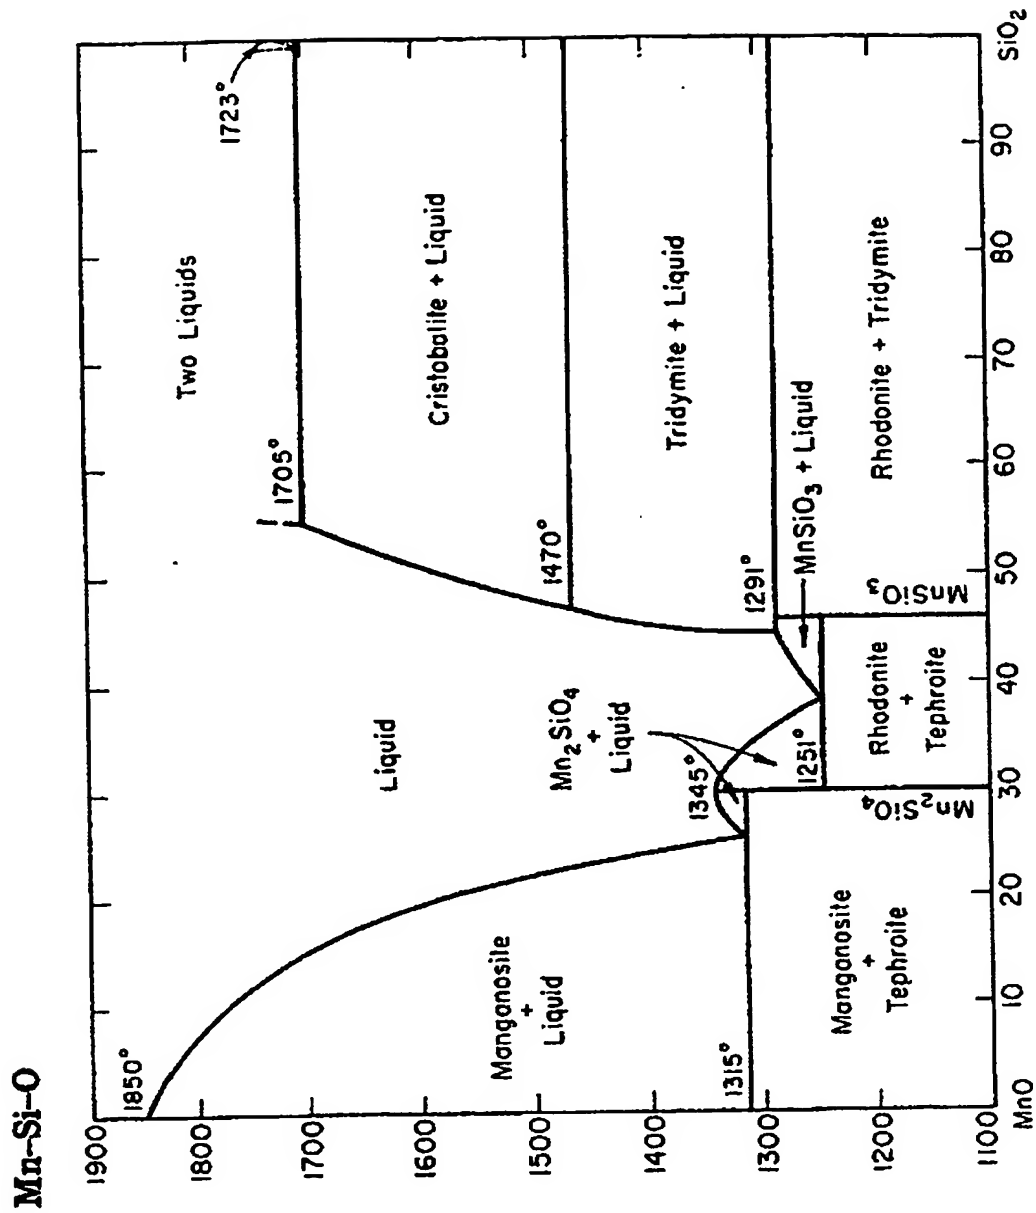 Mn–Si–O
1900
1800
1700
1600
1500
1400
1300
1200
1100
1850°
Manganosite
+
Liquid
1315°
Manganosite
+
Tephroite
Liquid
Mn2SiO4
+
Liquid
1345°
1251°
Mn2SiO4
Rhodonite
+
Tephroite
Two Liquids
1723°
1705°
Cristobalite + Liquid
1470°
Tridymite + Liquid
1291°
MnSiO3 + Liquid
Rhodonite + Tridymite
MnSiO3
MnO
10
20
30
40
50
60
70
80
90
SiO2